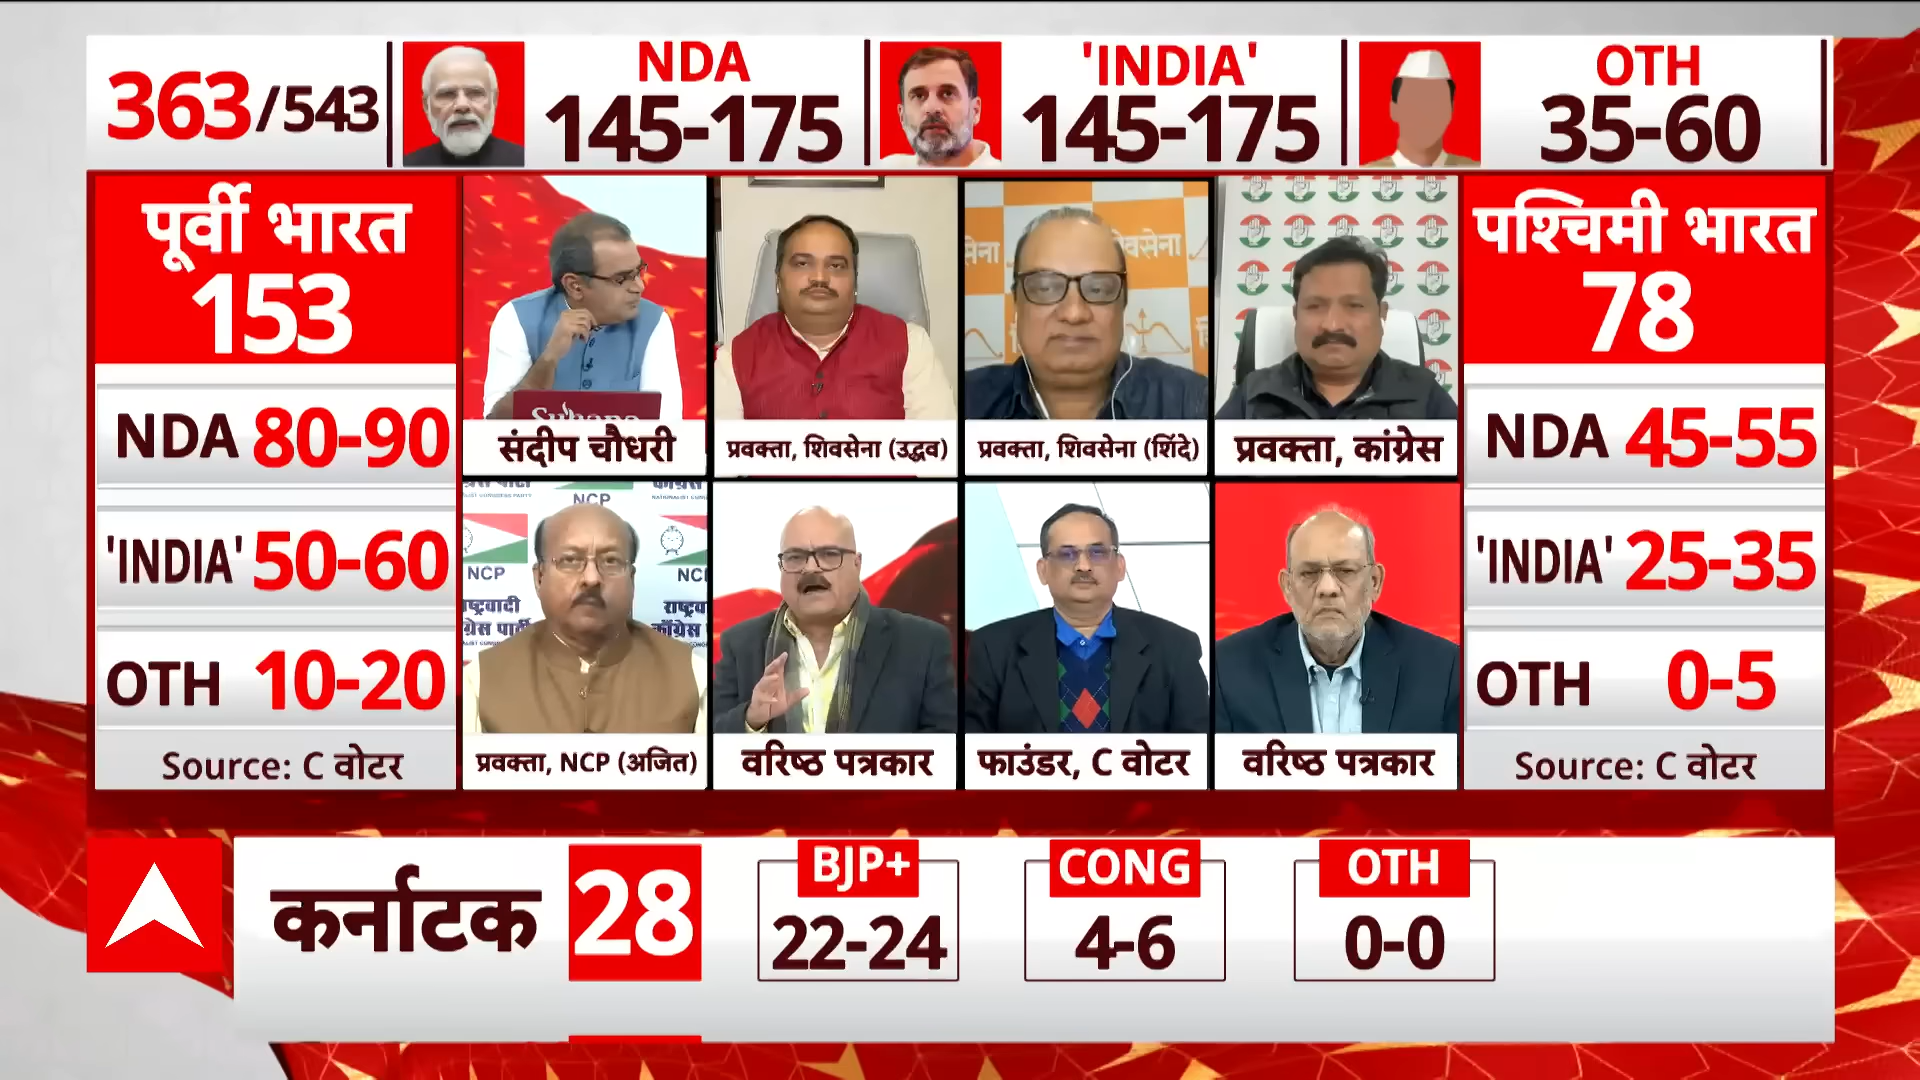 363/543
NDA
145-175
'INDIA'
145-175
OTH
35-60
पूर्वी भारत
153
NDA 80-90
'INDIA' 50-60
OTH 10-20
Source: C वोटर
संदीप चौधरी
प्रवक्ता, शिवसेना (उद्धव)
प्रवक्ता, शिवसेना (शिंदे)
प्रवक्ता, कांग्रेस
NCP
NCP
राष्ट्रवादी
प्रवक्ता, NCP (अजित)
वरिष्ठ पत्रकार
फाउंडर, C वोटर
वरिष्ठ पत्रकार
पश्चिमी भारत
78
NDA 45-55
'INDIA' 25-35
OTH 0-5
Source: C वोटर
कर्नाटक 28
BJP+
22-24
CONG
4-6
OTH
0-0